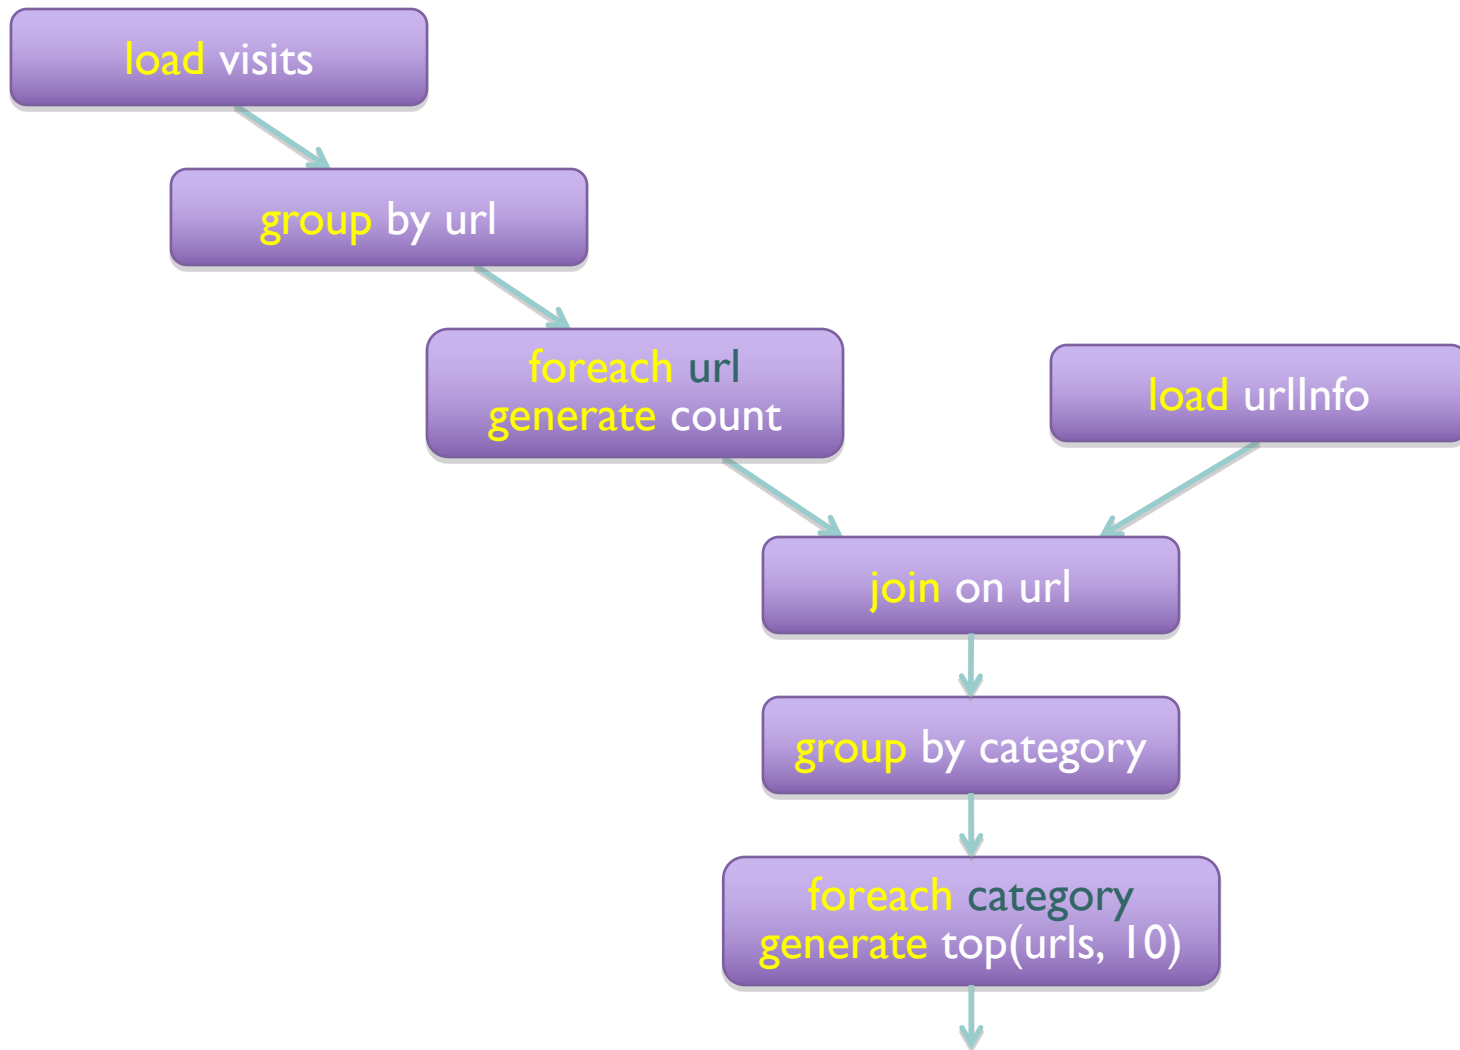 load visits
group by url
foreach url
generate count
load urlInfo
join on url
group by category
foreach category
generate top(urls, 10)